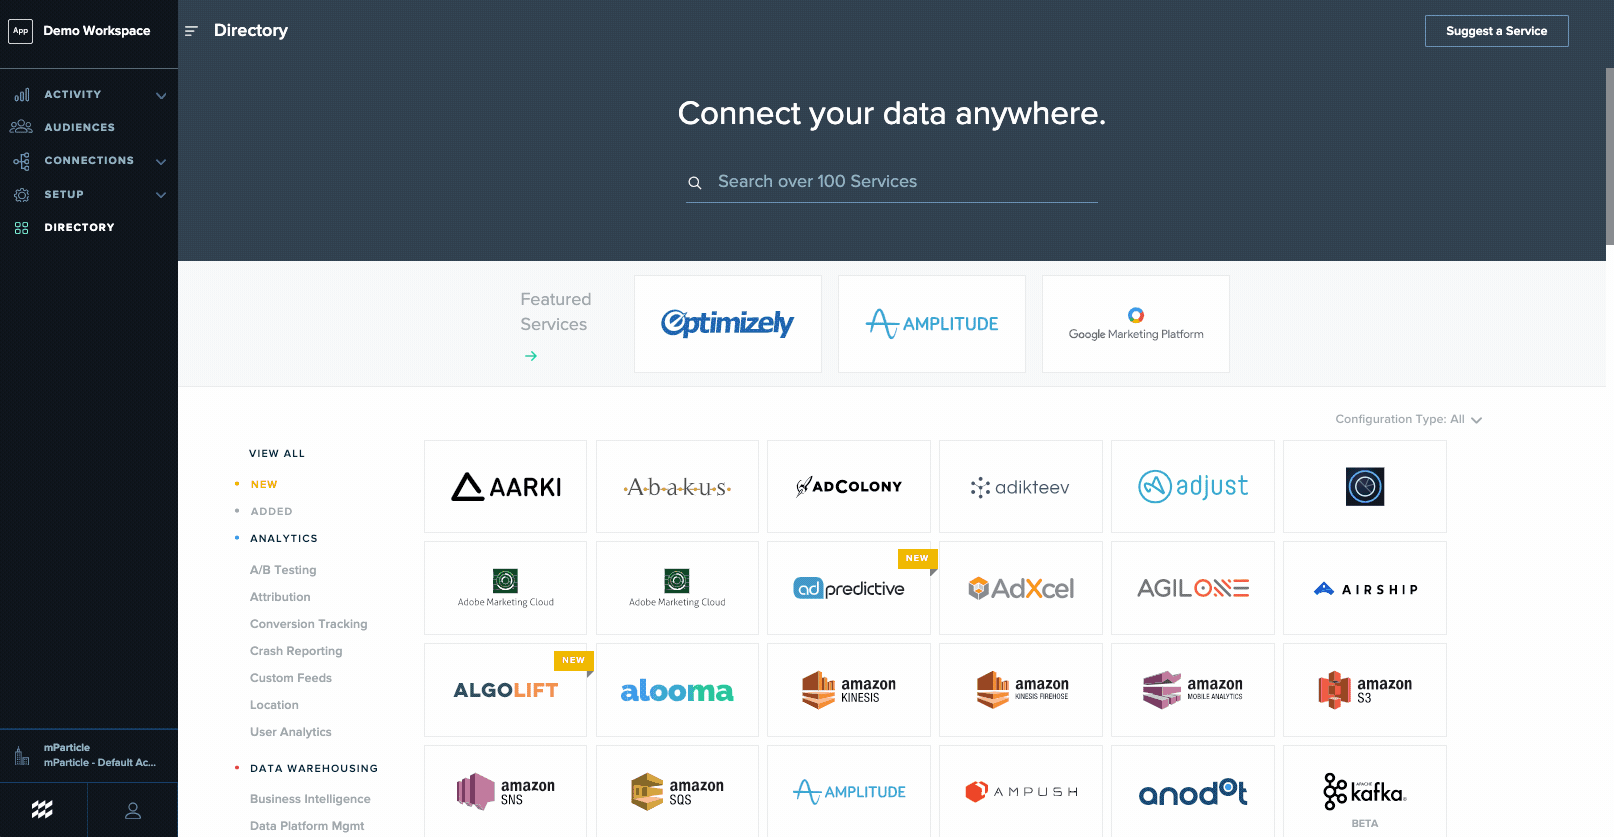 App Demo Workspace
Directory
Suggest a Service
ACTIVITY
AUDIENCES
CONNECTIONS
SETUP
DIRECTORY
mParticle
mParticle - Default Ac...
Connect your data anywhere.
Search over 100 Services
Featured
Services
Optimizely
AMPLITUDE
Google Marketing Platform
Configuration Type: All
VIEW ALL
NEW
ADDED
ANALYTICS
A/B Testing
Attribution
Conversion Tracking
Crash Reporting
Custom Feeds
Location
User Analytics
DATA WAREHOUSING
Business Intelligence
Data Platform Mgmt
AARKI
Abakus
ADCOLONY
adikteev
adjust
Adobe Marketing Cloud
Adobe Marketing Cloud
NEW
adpredictive
AdXcel
AGILONE
AIRSHIP
NEW
ALGOLIFT
alooma
amazon
KINESIS
amazon
KINESIS FIREHOSE
amazon
MOBILE ANALYTICS
amazon
S3
amazon
SNS
amazon
SQS
AMPLITUDE
AMPUSH
anodot
APACHE
kafka
BETA